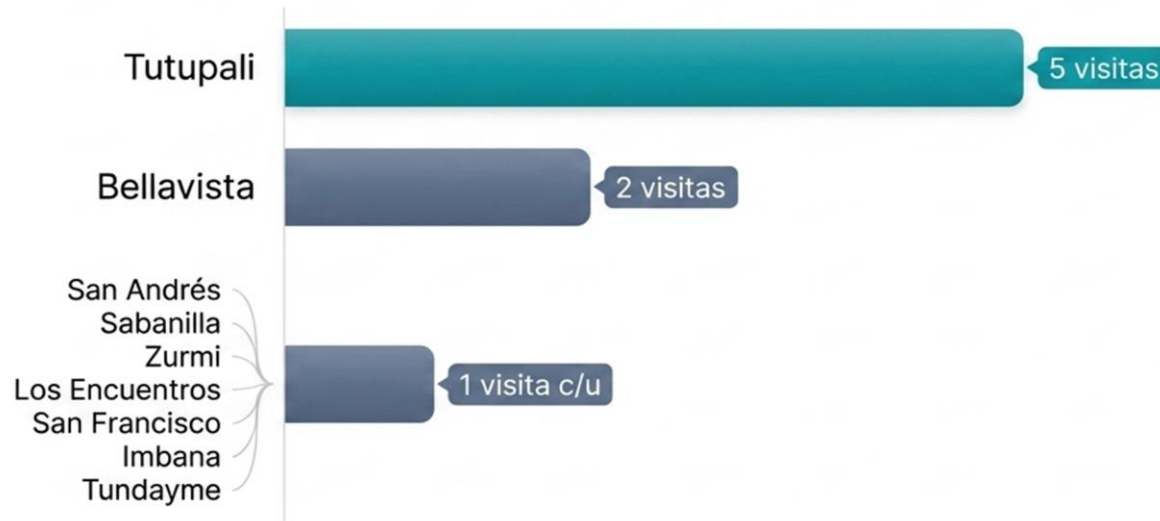 Tutupali
5 visitas
Bellavista
2 visitas
San Andrés
Sabanilla
Zurmi
Los Encuentros
San Francisco
Imbana
Tundayme
1 visita c/u